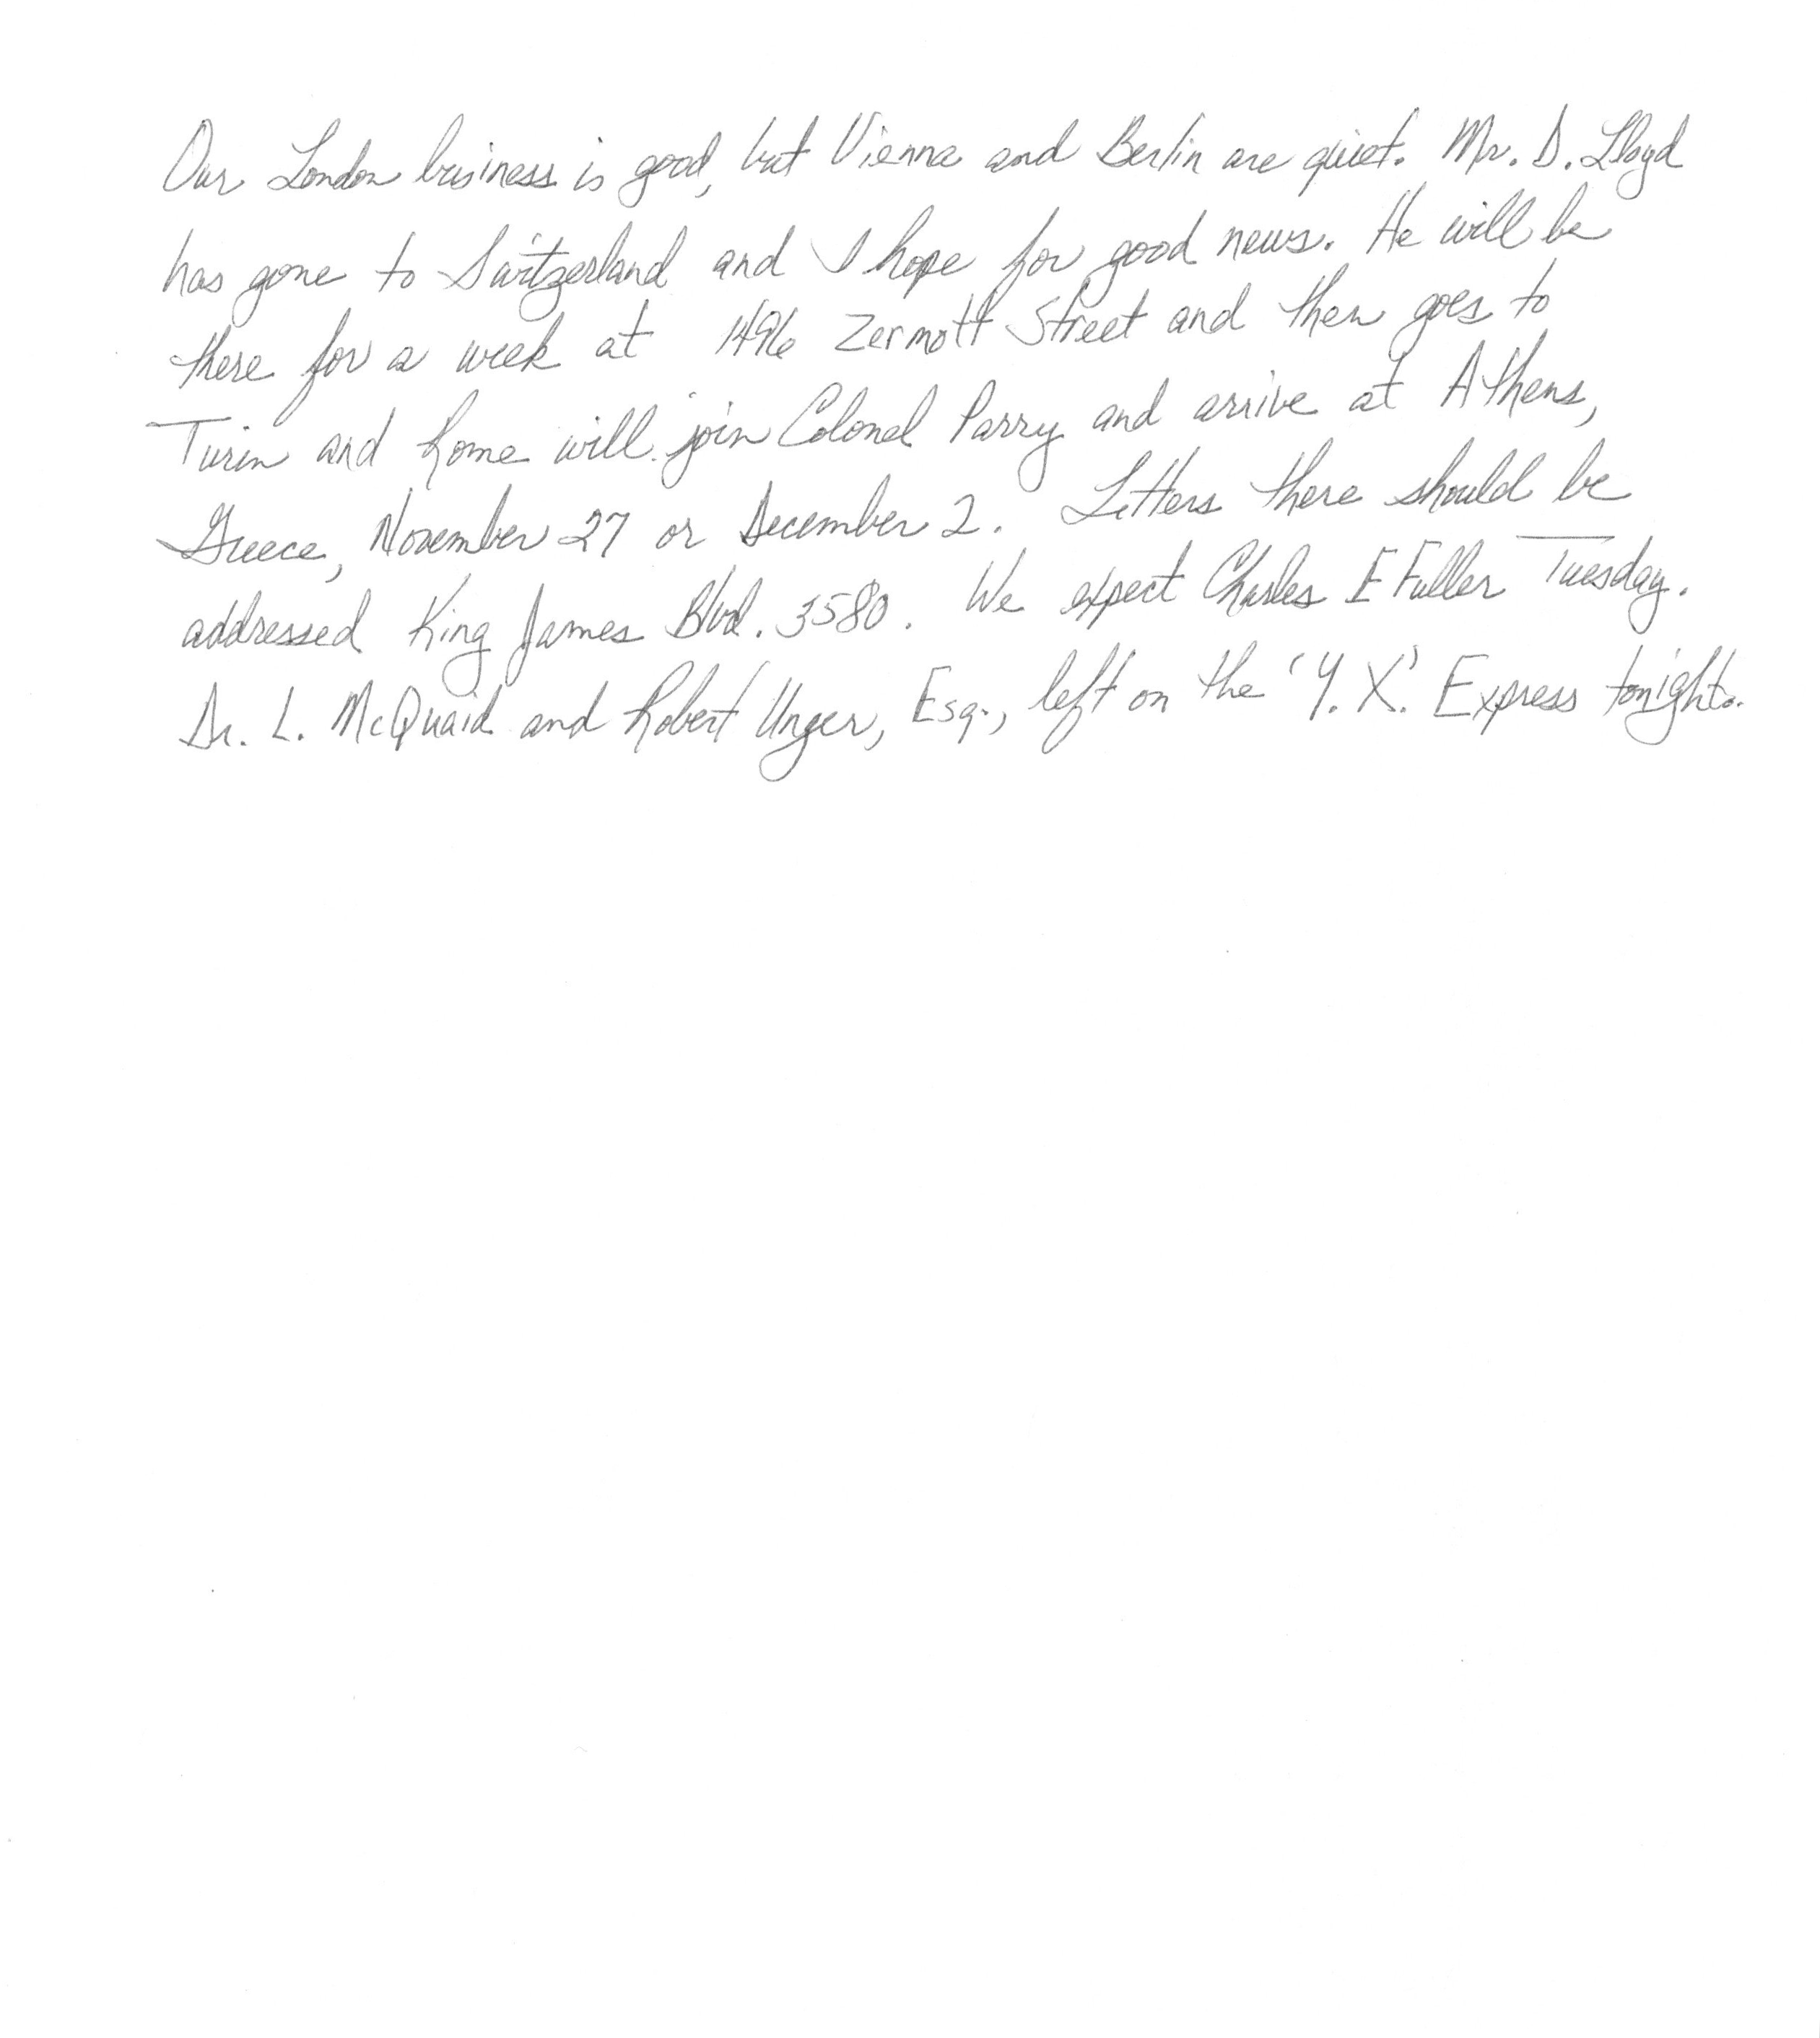 Our London business is good, but Vienna and Berlin are quiet. Mr. D. Lloyd
has gone to Switzerland and I hope for good news. He will be
there for a week at 1496 Zermott Street and then goes to
Turin and Rome will join Colonel Parry and arrive at Athens,
Greece, November 27 or December 2. Letters there should be
addressed King James Blvd. 3580. We expect Charles E Fuller Tuesday.
Dr. L. McQuaid and Robert Unger, Esq., left on the 'Y. X.' Express tonight.